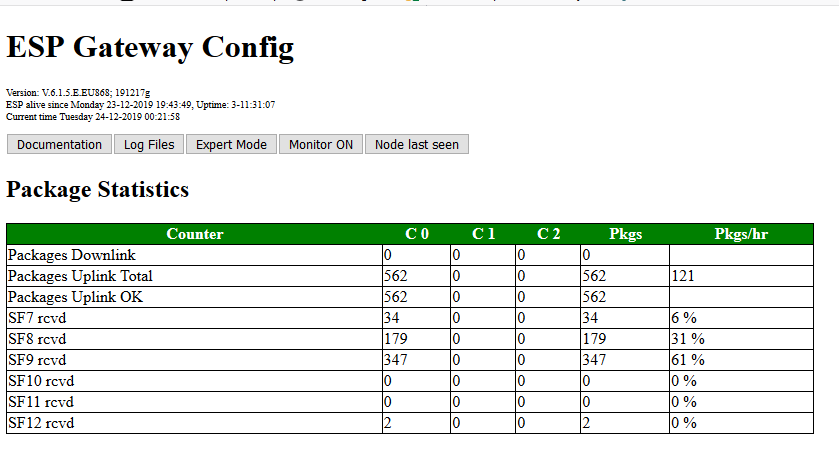 ESP Gateway Config
Version: V.6.1.5.E.EU868; 191217g
ESP alive since Monday 23-12-2019 19:43:49, Uptime: 3-11:31:07
Current time Tuesday 24-12-2019 00:21:58
Documentation Log Files Expert Mode Monitor ON Node last seen
Package Statistics
Counter C 0 C 1 C 2 Pkgs Pkgs/hr
Packages Downlink 0 0 0 0
Packages Uplink Total 562 0 0 562 121
Packages Uplink OK 562 0 0 562
SF7 rcvd 34 0 0 34 6 %
SF8 rcvd 179 0 0 179 31 %
SF9 rcvd 347 0 0 347 61 %
SF10 rcvd 0 0 0 0 0 %
SF11 rcvd 0 0 0 0 0 %
SF12 rcvd 2 0 0 2 0 %